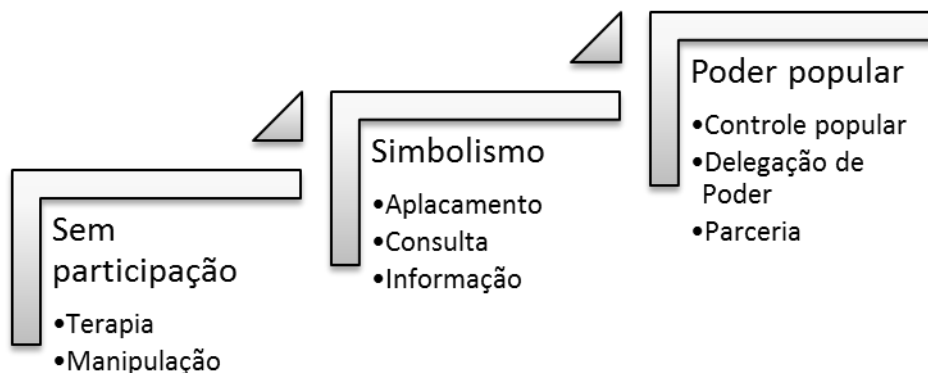 Sem
participação
•Terapia
•Manipulação
Simbolismo
•Aplacamento
•Consulta
•Informação
Poder popular
•Controle popular
•Delegação de
Poder
•Parceria